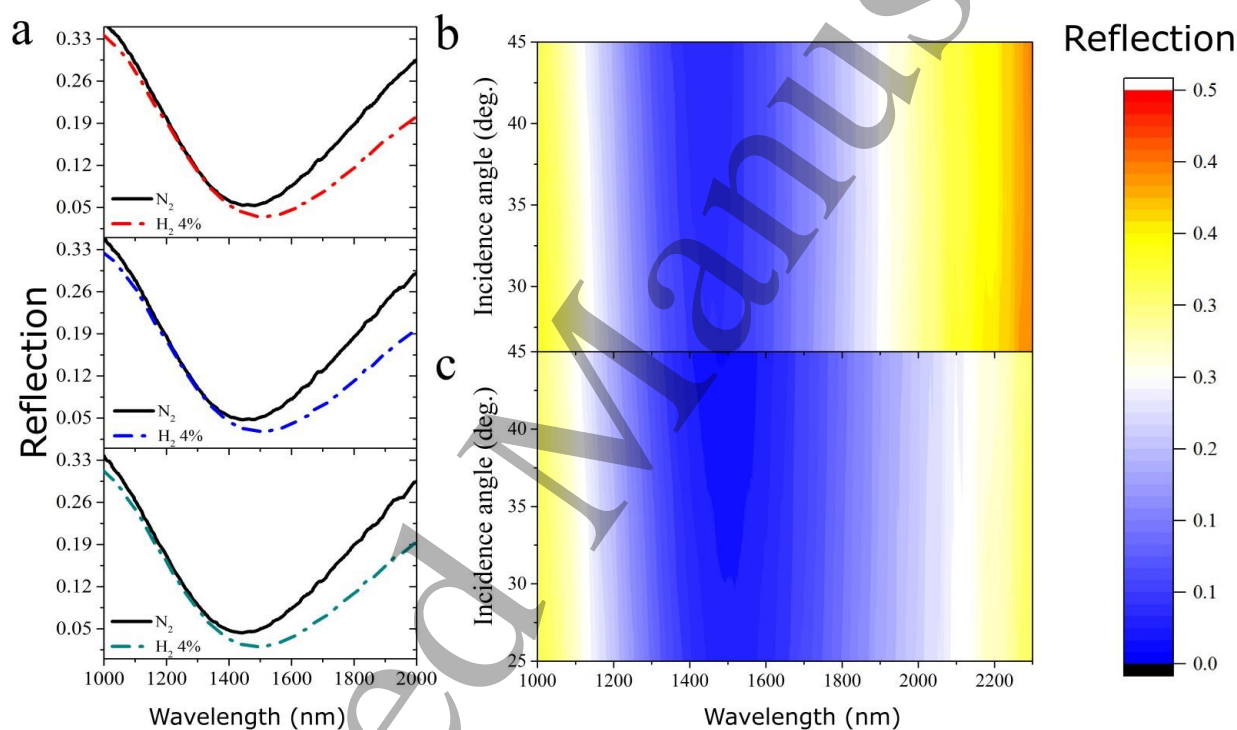 a
Reflection
0.33
0.26
0.19
0.12
0.05
N₂
H₂ 4%
0.33
0.26
0.19
0.12
0.05
N₂
H₂ 4%
0.33
0.26
0.19
0.12
0.05
N₂
H₂ 4%
1000 1200 1400 1600 1800 2000
Wavelength (nm)
b
Incidence angle (deg.)
45
40
35
30
45
c
Incidence angle (deg.)
40
35
30
25
1000 1200 1400 1600 1800 2000 2200
Wavelength (nm)
Reflection
0.5
0.4
0.4
0.3
0.3
0.2
0.1
0.1
0.0
ed Manus